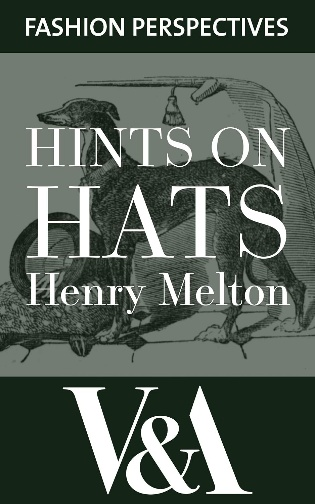 FASHION PERSPECTIVES
HINTS ON
HATS
Henry Melton
V&A